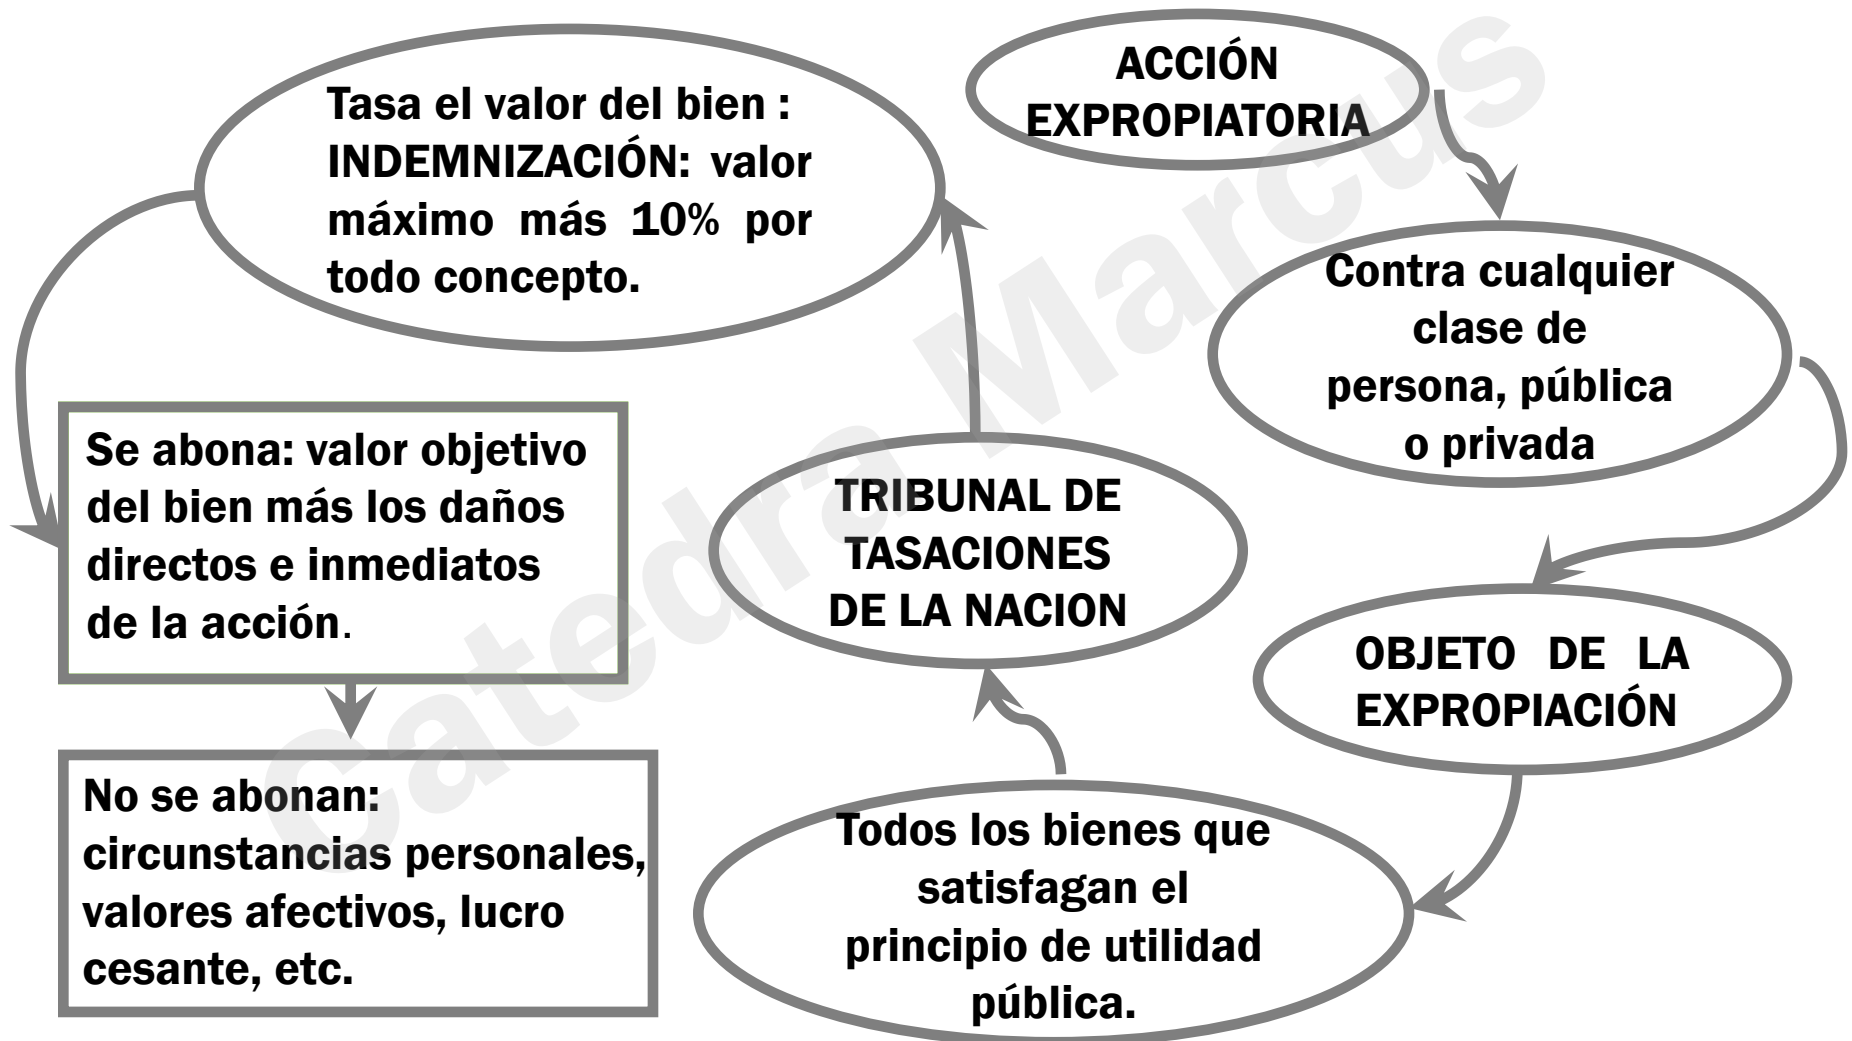 ACCIÓN
EXPROPIATORIA
Contra cualquier
clase de
persona, pública
o privada
OBJETO DE LA
EXPROPIACIÓN
Todos los bienes que
satisfagan el
principio de utilidad
pública.
TRIBUNAL DE
TASACIONES
DE LA NACION
Tasa el valor del bien :
INDEMNIZACIÓN: valor
máximo más 10% por
todo concepto.
Se abona: valor objetivo
del bien más los daños
directos e inmediatos
de la acción.
No se abonan:
circunstancias personales,
valores afectivos, lucro
cesante, etc.
Catedra Marcus